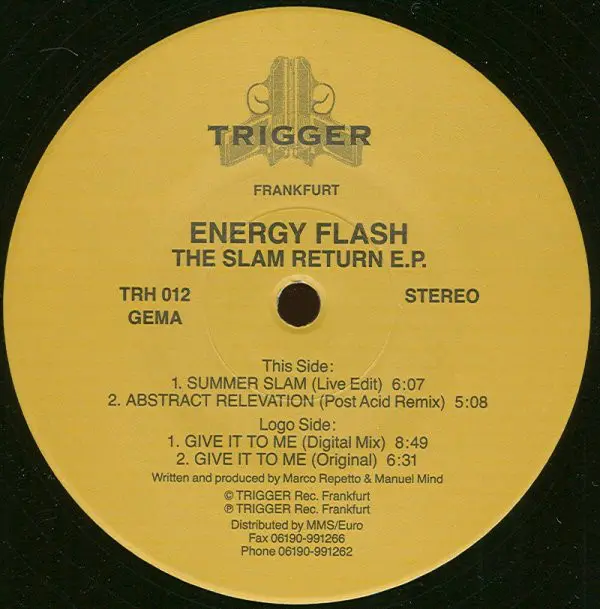 TRIGGER
FRANKFURT
ENERGY FLASH
THE SLAM RETURN E.P.
TRH 012
GEMA
STEREO
This Side:
1. SUMMER SLAM (Live Edit) 6:07
2. ABSTRACT RELEVATION (Post Acid Remix) 5:08
Logo Side:
1. GIVE IT TO ME (Digital Mix) 8:49
2. GIVE IT TO ME (Original) 6:31
Written and produced by Marco Repetto & Manuel Mind
© TRIGGER Rec. Frankfurt
℗ TRIGGER Rec. Frankfurt
Distributed by MMS/Euro
Fax 06190-991266
Phone 06190-991262